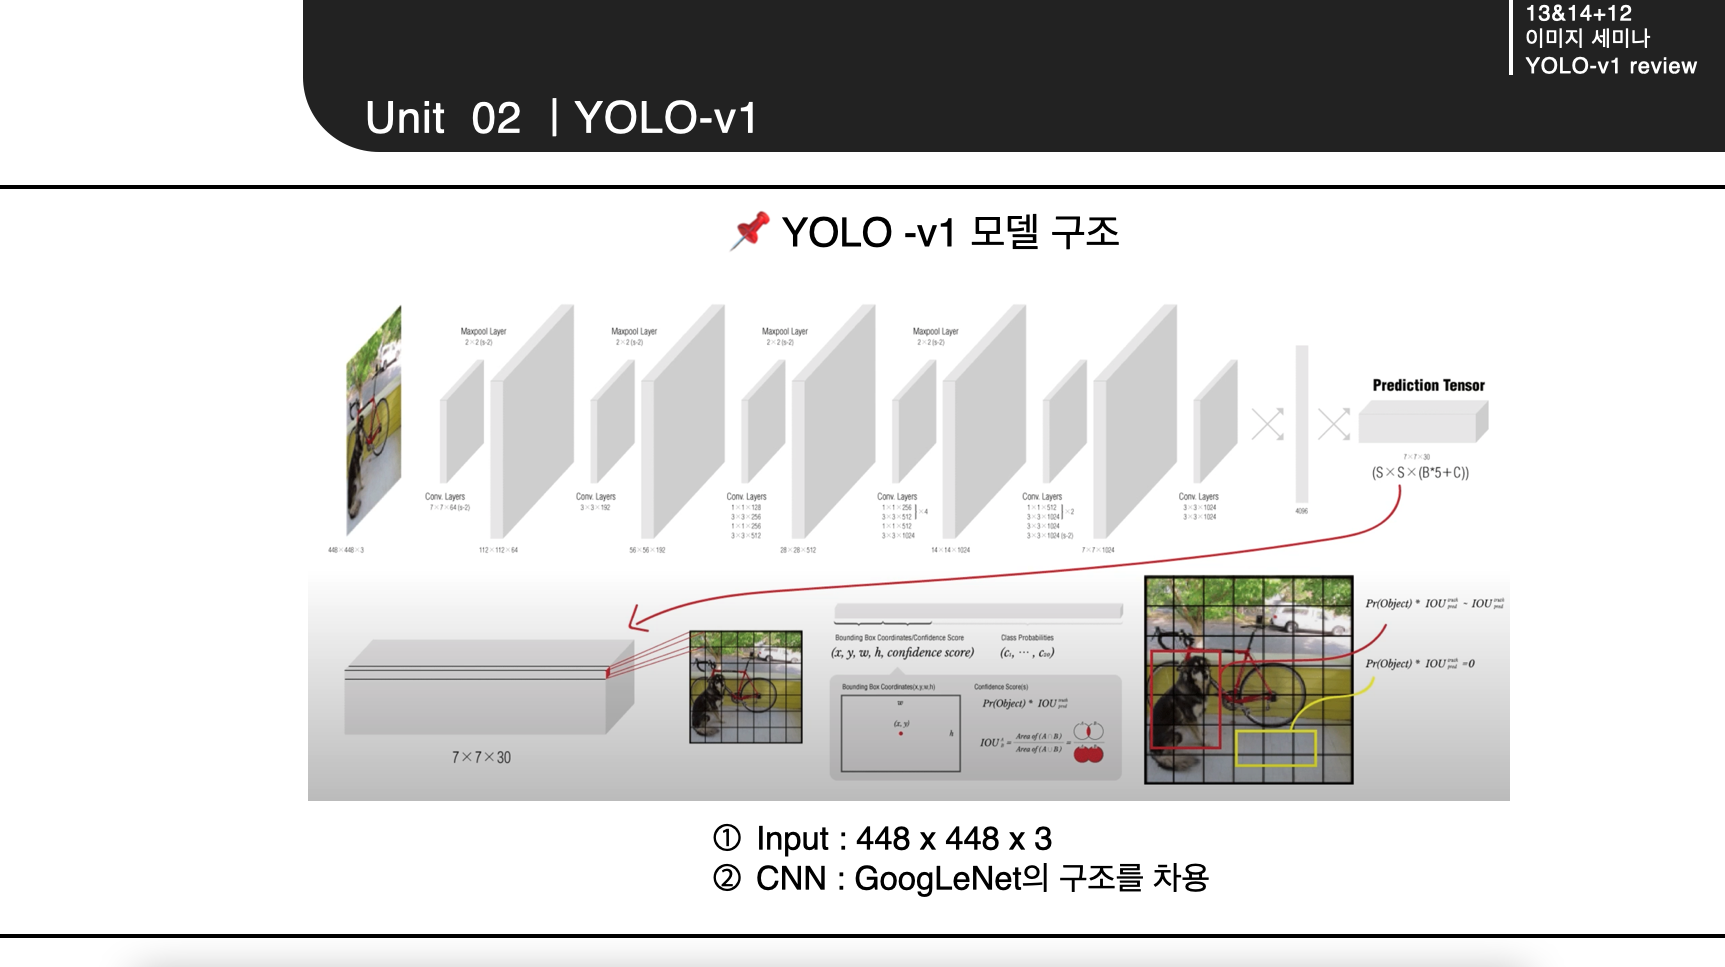 13&14+12
이미지 세미나
YOLO-v1 review
Unit 02 | YOLO-v1
YOLO -v1 모델 구조
Maxpool Layer
2×2 (s-2)
Maxpool Layer
2×2 (s-2)
Maxpool Layer
2×2 (s-2)
Maxpool Layer
2×2 (s-2)
Prediction Tensor
7×7×30
(S×S×(B*5+C))
Conv. Layers
7×7×64 (s-2)
Conv. Layers
3×3×192
Conv. Layers
1×1×128
3×3×256
1×1×256
3×3×512
Conv. Layers
1×1×256
3×3×512
×4
1×1×512
3×3×1024
Conv. Layers
1×1×512
3×3×1024
×2
3×3×1024
3×3×1024 (s-2)
Conv. Layers
3×3×1024
3×3×1024
4096
448×448×3
112×112×64
56×56×192
28×28×512
14×14×1024
7×7×1024
7×7×30
Bounding Box Coordinates/Confidence Score
(x, y, w, h, confidence score)
Class Probabilities
(c₁, ⋯ , c₂₀)
Bounding Box Coordinates(x,y,w,h)
w
(x, y)
h
Confidence Score(s)
Pr(Object) * IOU truth pred
IOU A B = Area of (A∩B) / Area of (A∪B) =
Pr(Object) * IOU truth pred ~ IOU truth pred
Pr(Object) * IOU truth pred =0
① Input : 448 x 448 x 3
② CNN : GoogLeNet의 구조를 차용